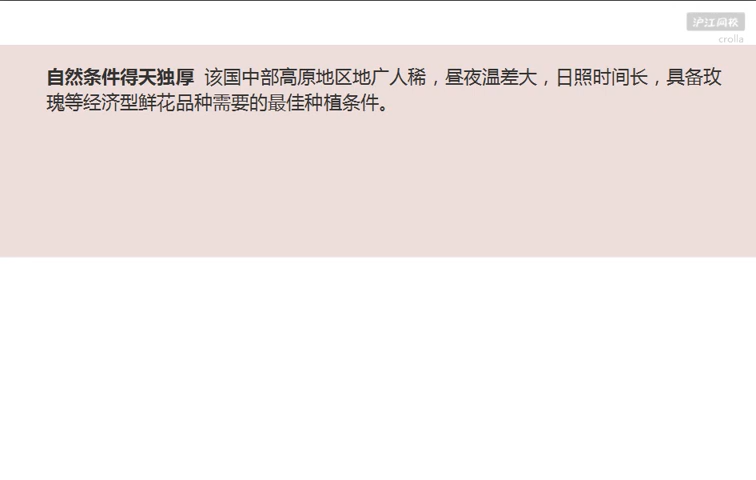 沪江网校
crolla
自然条件得天独厚 该国中部高原地区地广人稀，昼夜温差大，日照时间长，具备玫
瑰等经济型鲜花品种需要的最佳种植条件。